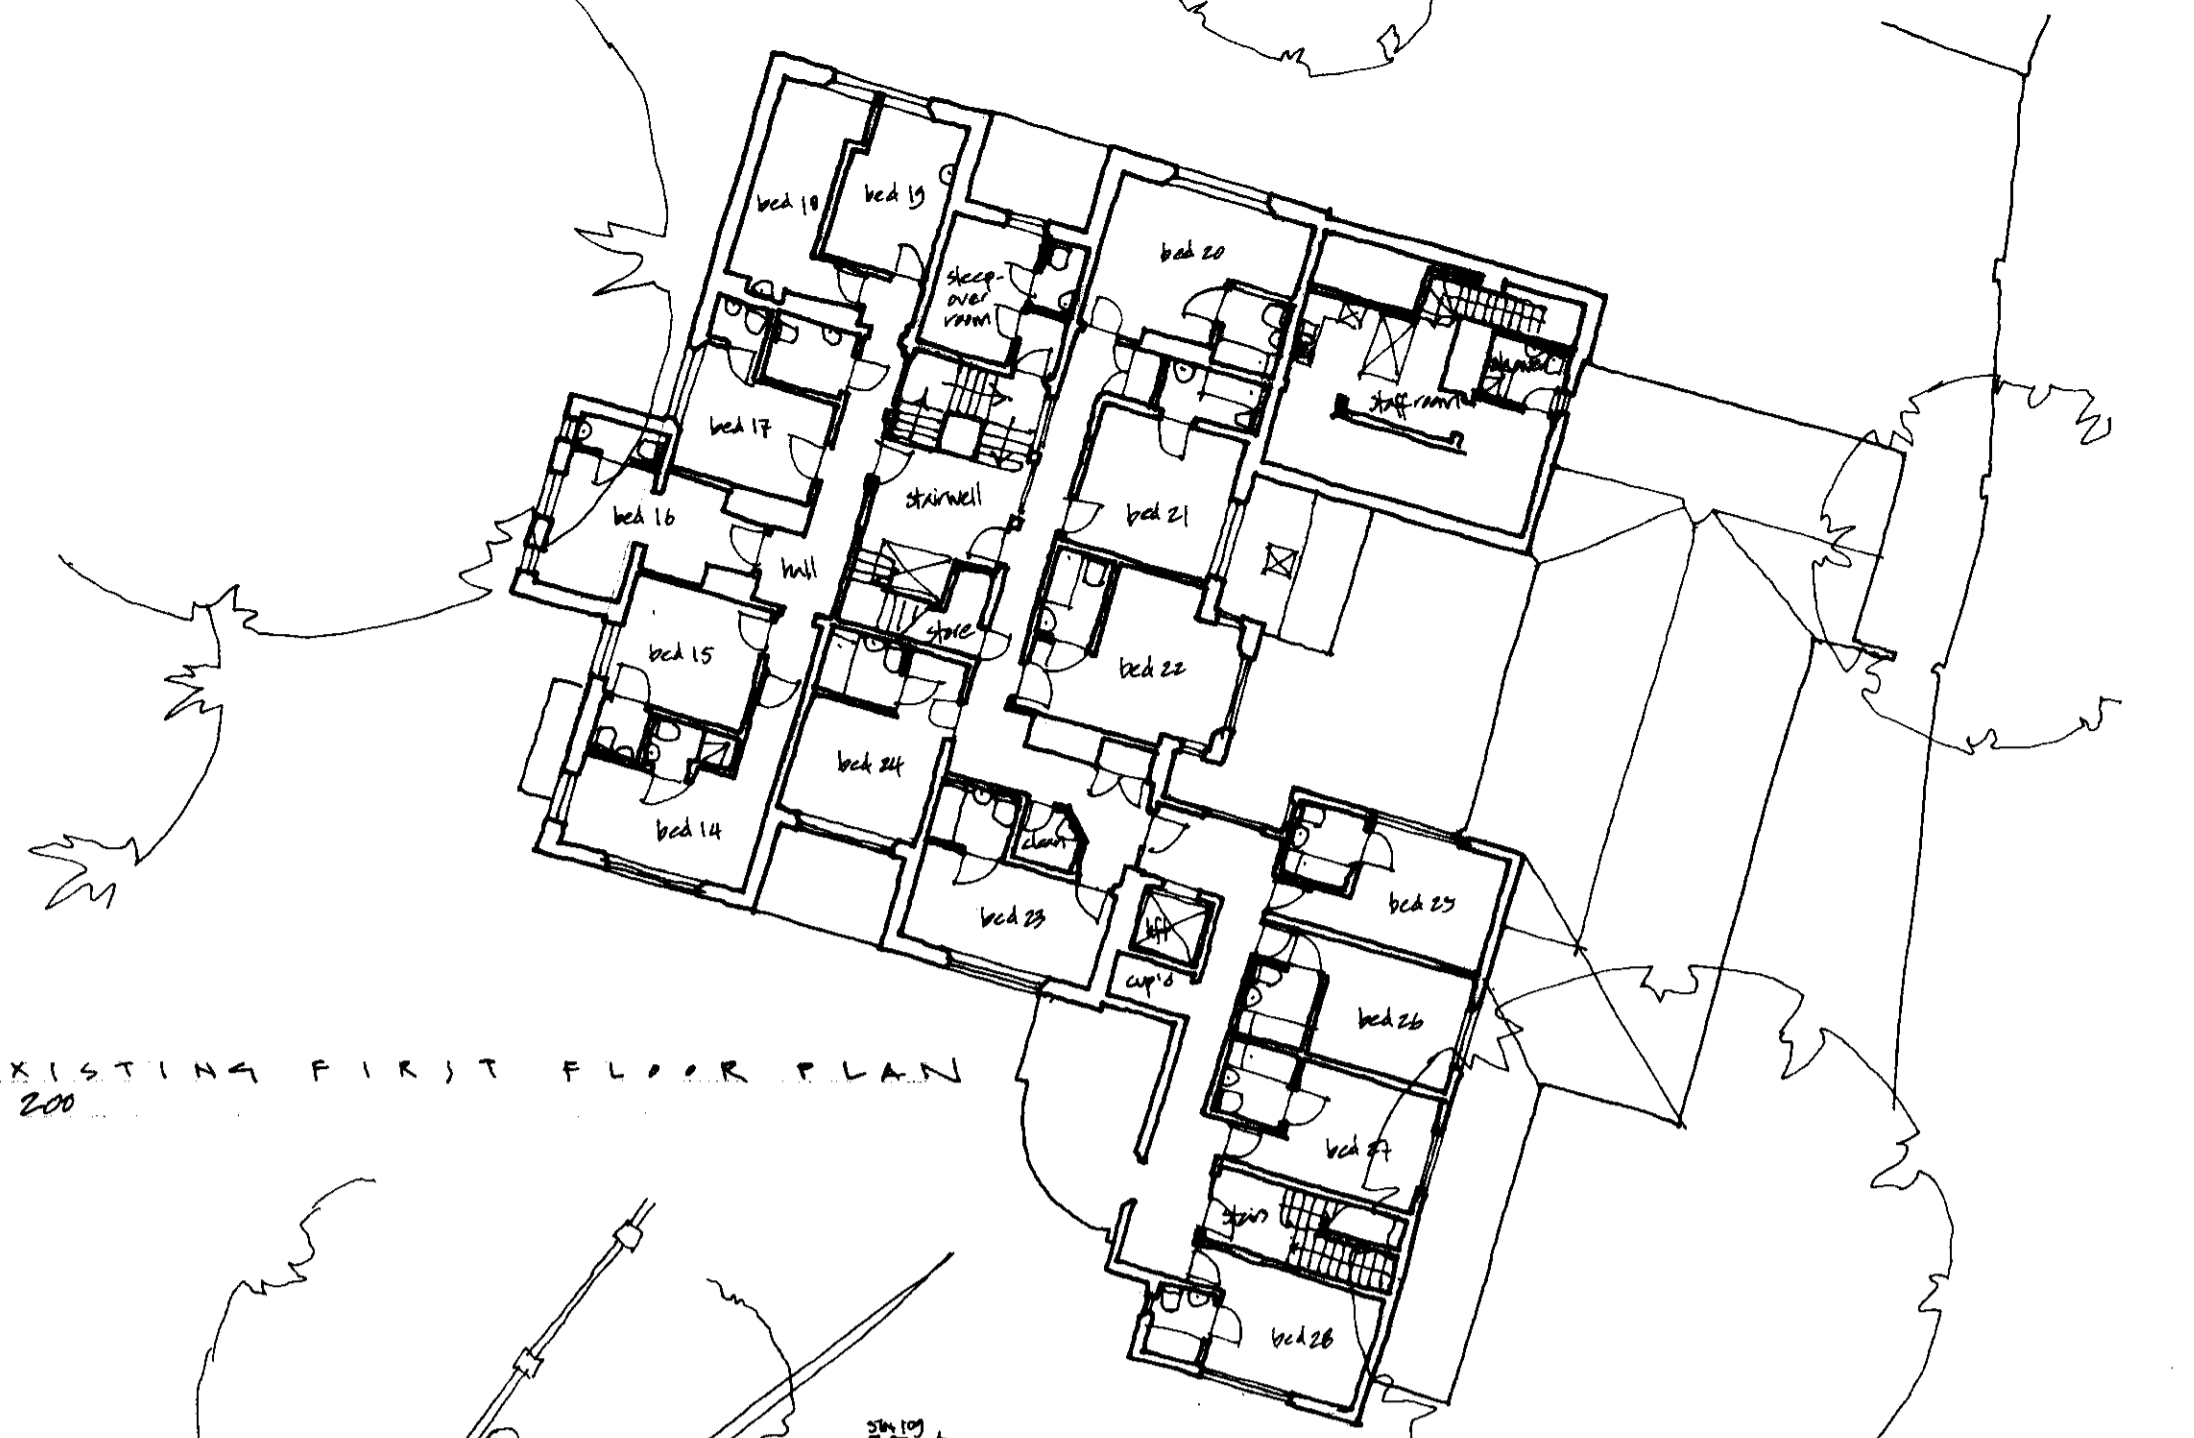 bed 18
bed 19
sleep-
over
room
bed 20
shower
staff room
bed 17
stairwell
bed 16
bed 21
hall
store
bed 15
bed 22
bed 24
bed 14
clean
bed 23
lift
bed 25
cup'd
bed 26
XISTING FIRST FLOOR PLAN
200
bed 27
stairs
bed 28